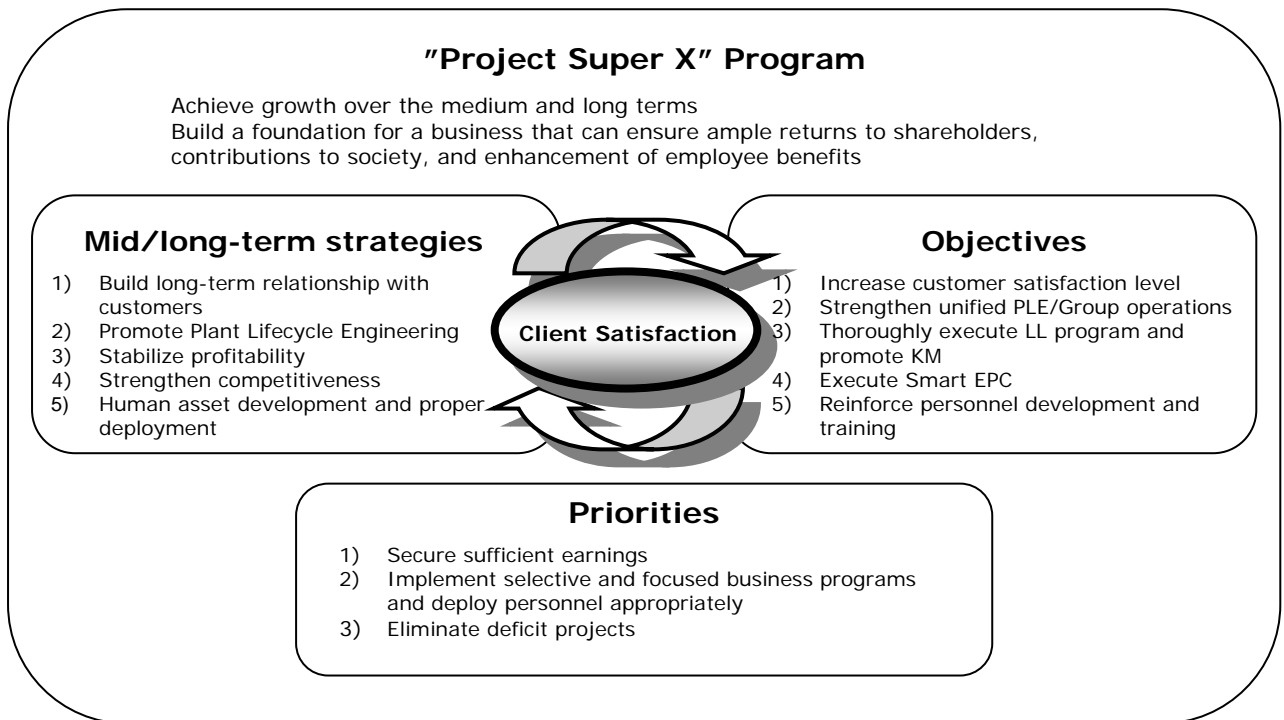 ”Project Super X” Program
Achieve growth over the medium and long terms
Build a foundation for a business that can ensure ample returns to shareholders,
contributions to society, and enhancement of employee benefits
Mid/long-term strategies
1) Build long-term relationship with
customers
2) Promote Plant Lifecycle Engineering
3) Stabilize profitability
4) Strengthen competitiveness
5) Human asset development and proper
deployment
Client Satisfaction
Objectives
1) Increase customer satisfaction level
2) Strengthen unified PLE/Group operations
3) Thoroughly execute LL program and
promote KM
4) Execute Smart EPC
5) Reinforce personnel development and
training
Priorities
1) Secure sufficient earnings
2) Implement selective and focused business programs
and deploy personnel appropriately
3) Eliminate deficit projects